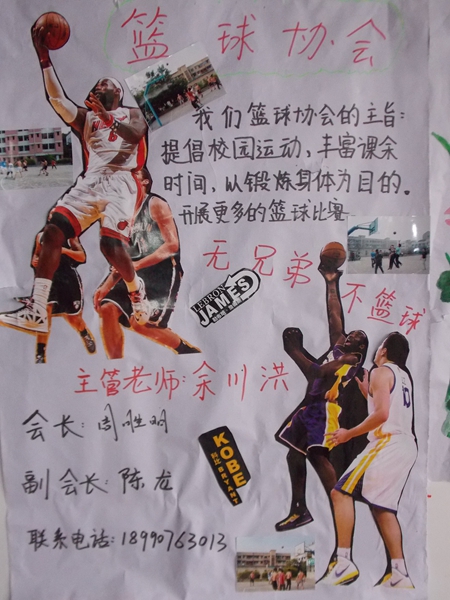 篮球协会
我们篮球协会的主旨:
提倡校园运动,丰富课余
时间,以锻炼身体为目的。
开展更多的篮球比赛
无兄弟
不篮球
LEBRON
JAMES
主管老师:余川洪
会长:周胜
副会长:陈龙
KOBE
BRYANT
联系电话:18990763013